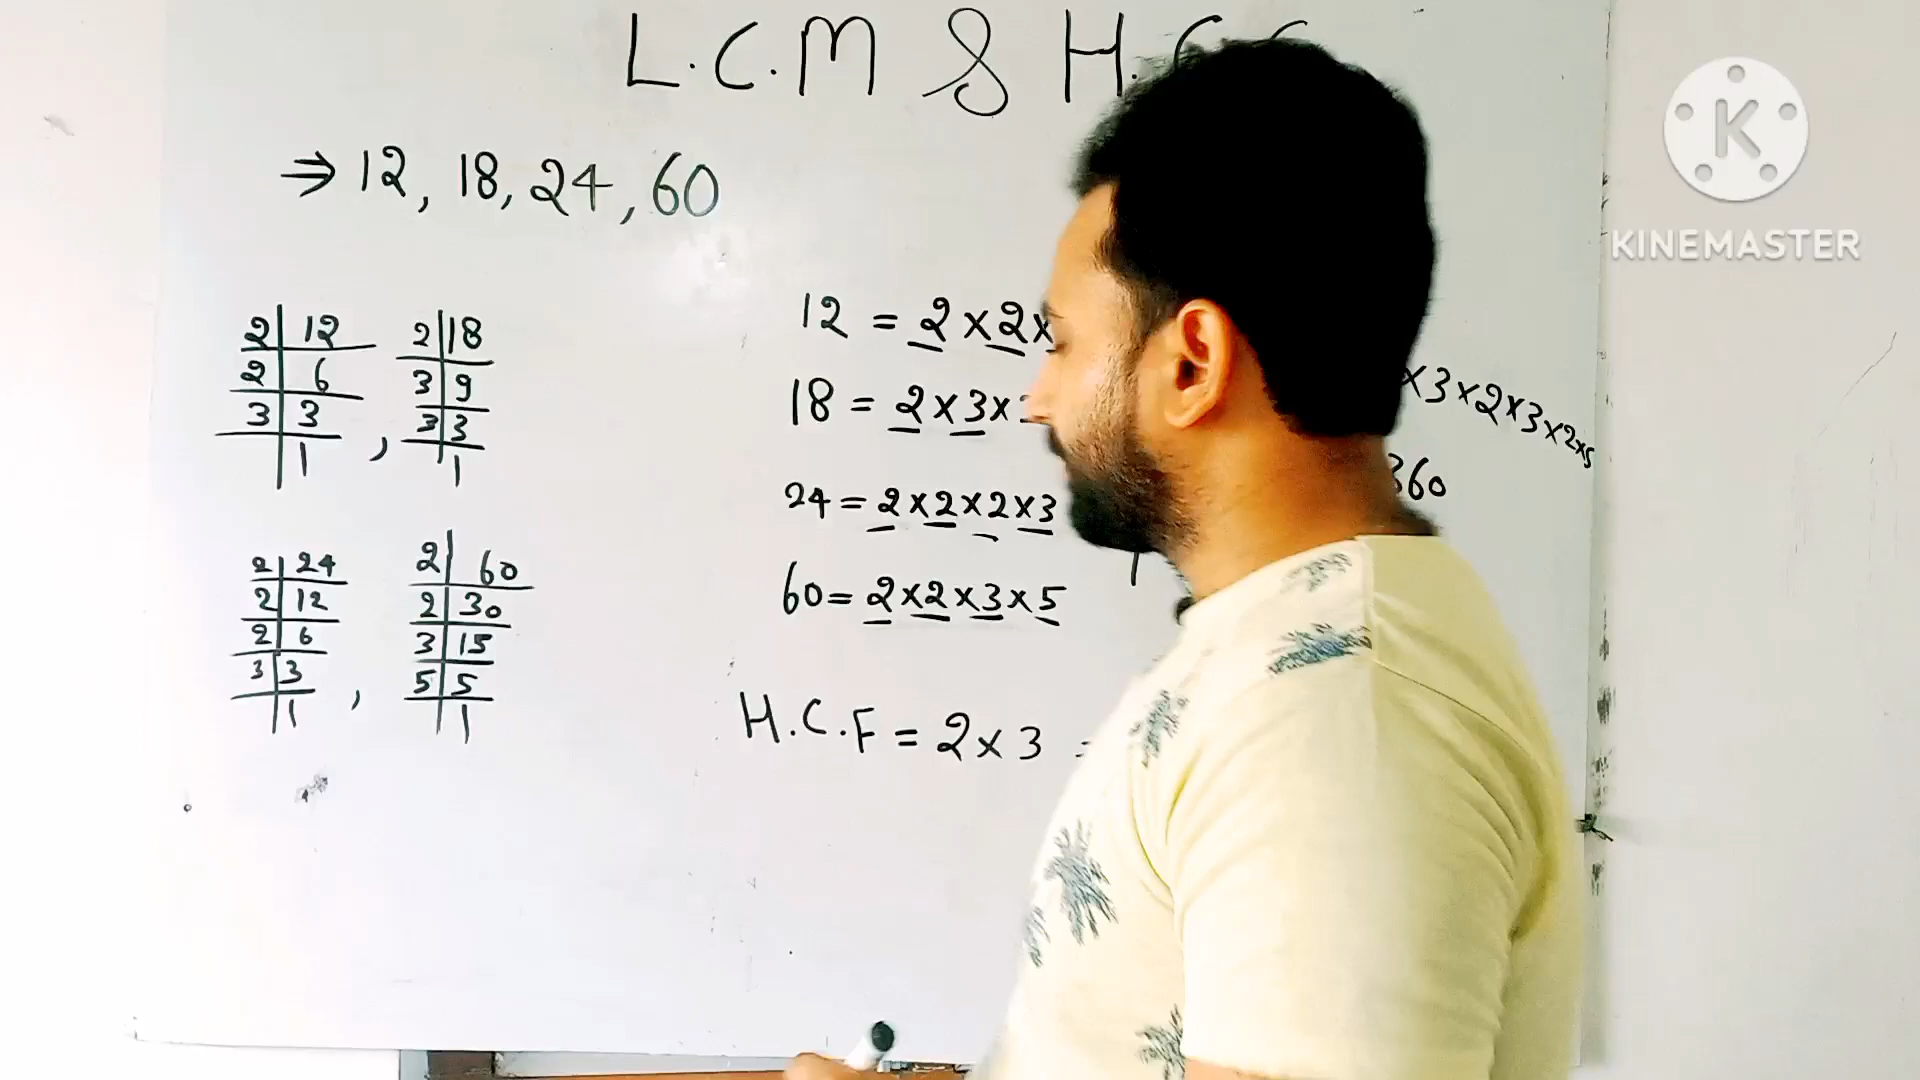 L.C.M & H.
⇒ 12, 18, 24, 60
2 | 12
2 | 6
3 | 3
1 ,
2 | 18
3 | 9
3 | 3
1
2 | 24
2 | 12
2 | 6
3 | 3
1 ,
2 | 60
2 | 30
3 | 15
5 | 5
1
12 = 2 × 2 ×
18 = 2 × 3 ×
24 = 2 × 2 × 2 × 3
60 = 2 × 2 × 3 × 5
H.C.F = 2 × 3 =
× 3 × 2 × 3 × 2 × 5
360
K
KINEMASTER